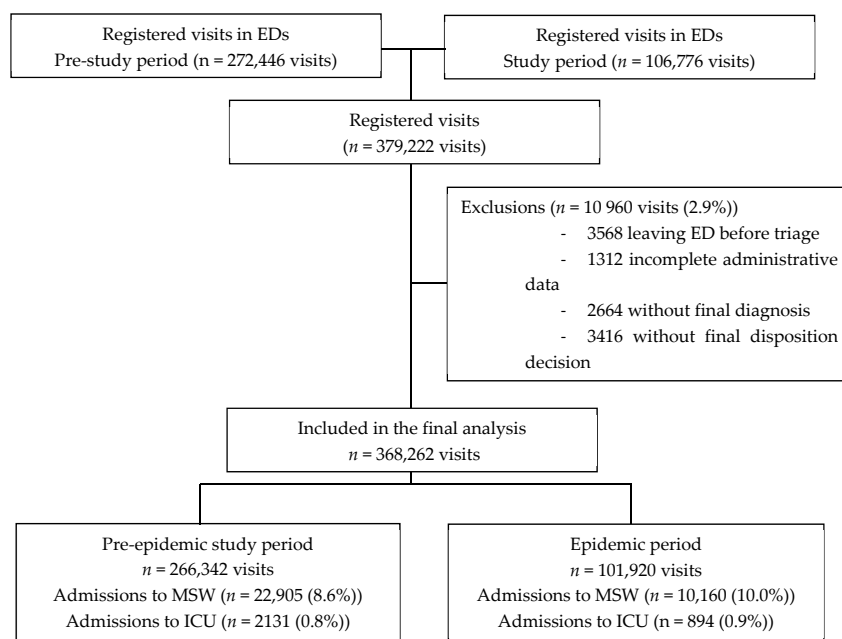 Registered visits in EDs
Pre-study period (n = 272,446 visits)
Registered visits in EDs
Study period (n = 106,776 visits)
Registered visits
(n = 379,222 visits)
Exclusions (n = 10 960 visits (2.9%))
- 3568 leaving ED before triage
- 1312 incomplete administrative
data
- 2664 without final diagnosis
- 3416 without final disposition
decision
Included in the final analysis
n = 368,262 visits
Pre-epidemic study period
n = 266,342 visits
Admissions to MSW (n = 22,905 (8.6%))
Admissions to ICU (n = 2131 (0.8%))
Epidemic period
n = 101,920 visits
Admissions to MSW (n = 10,160 (10.0%))
Admissions to ICU (n = 894 (0.9%))